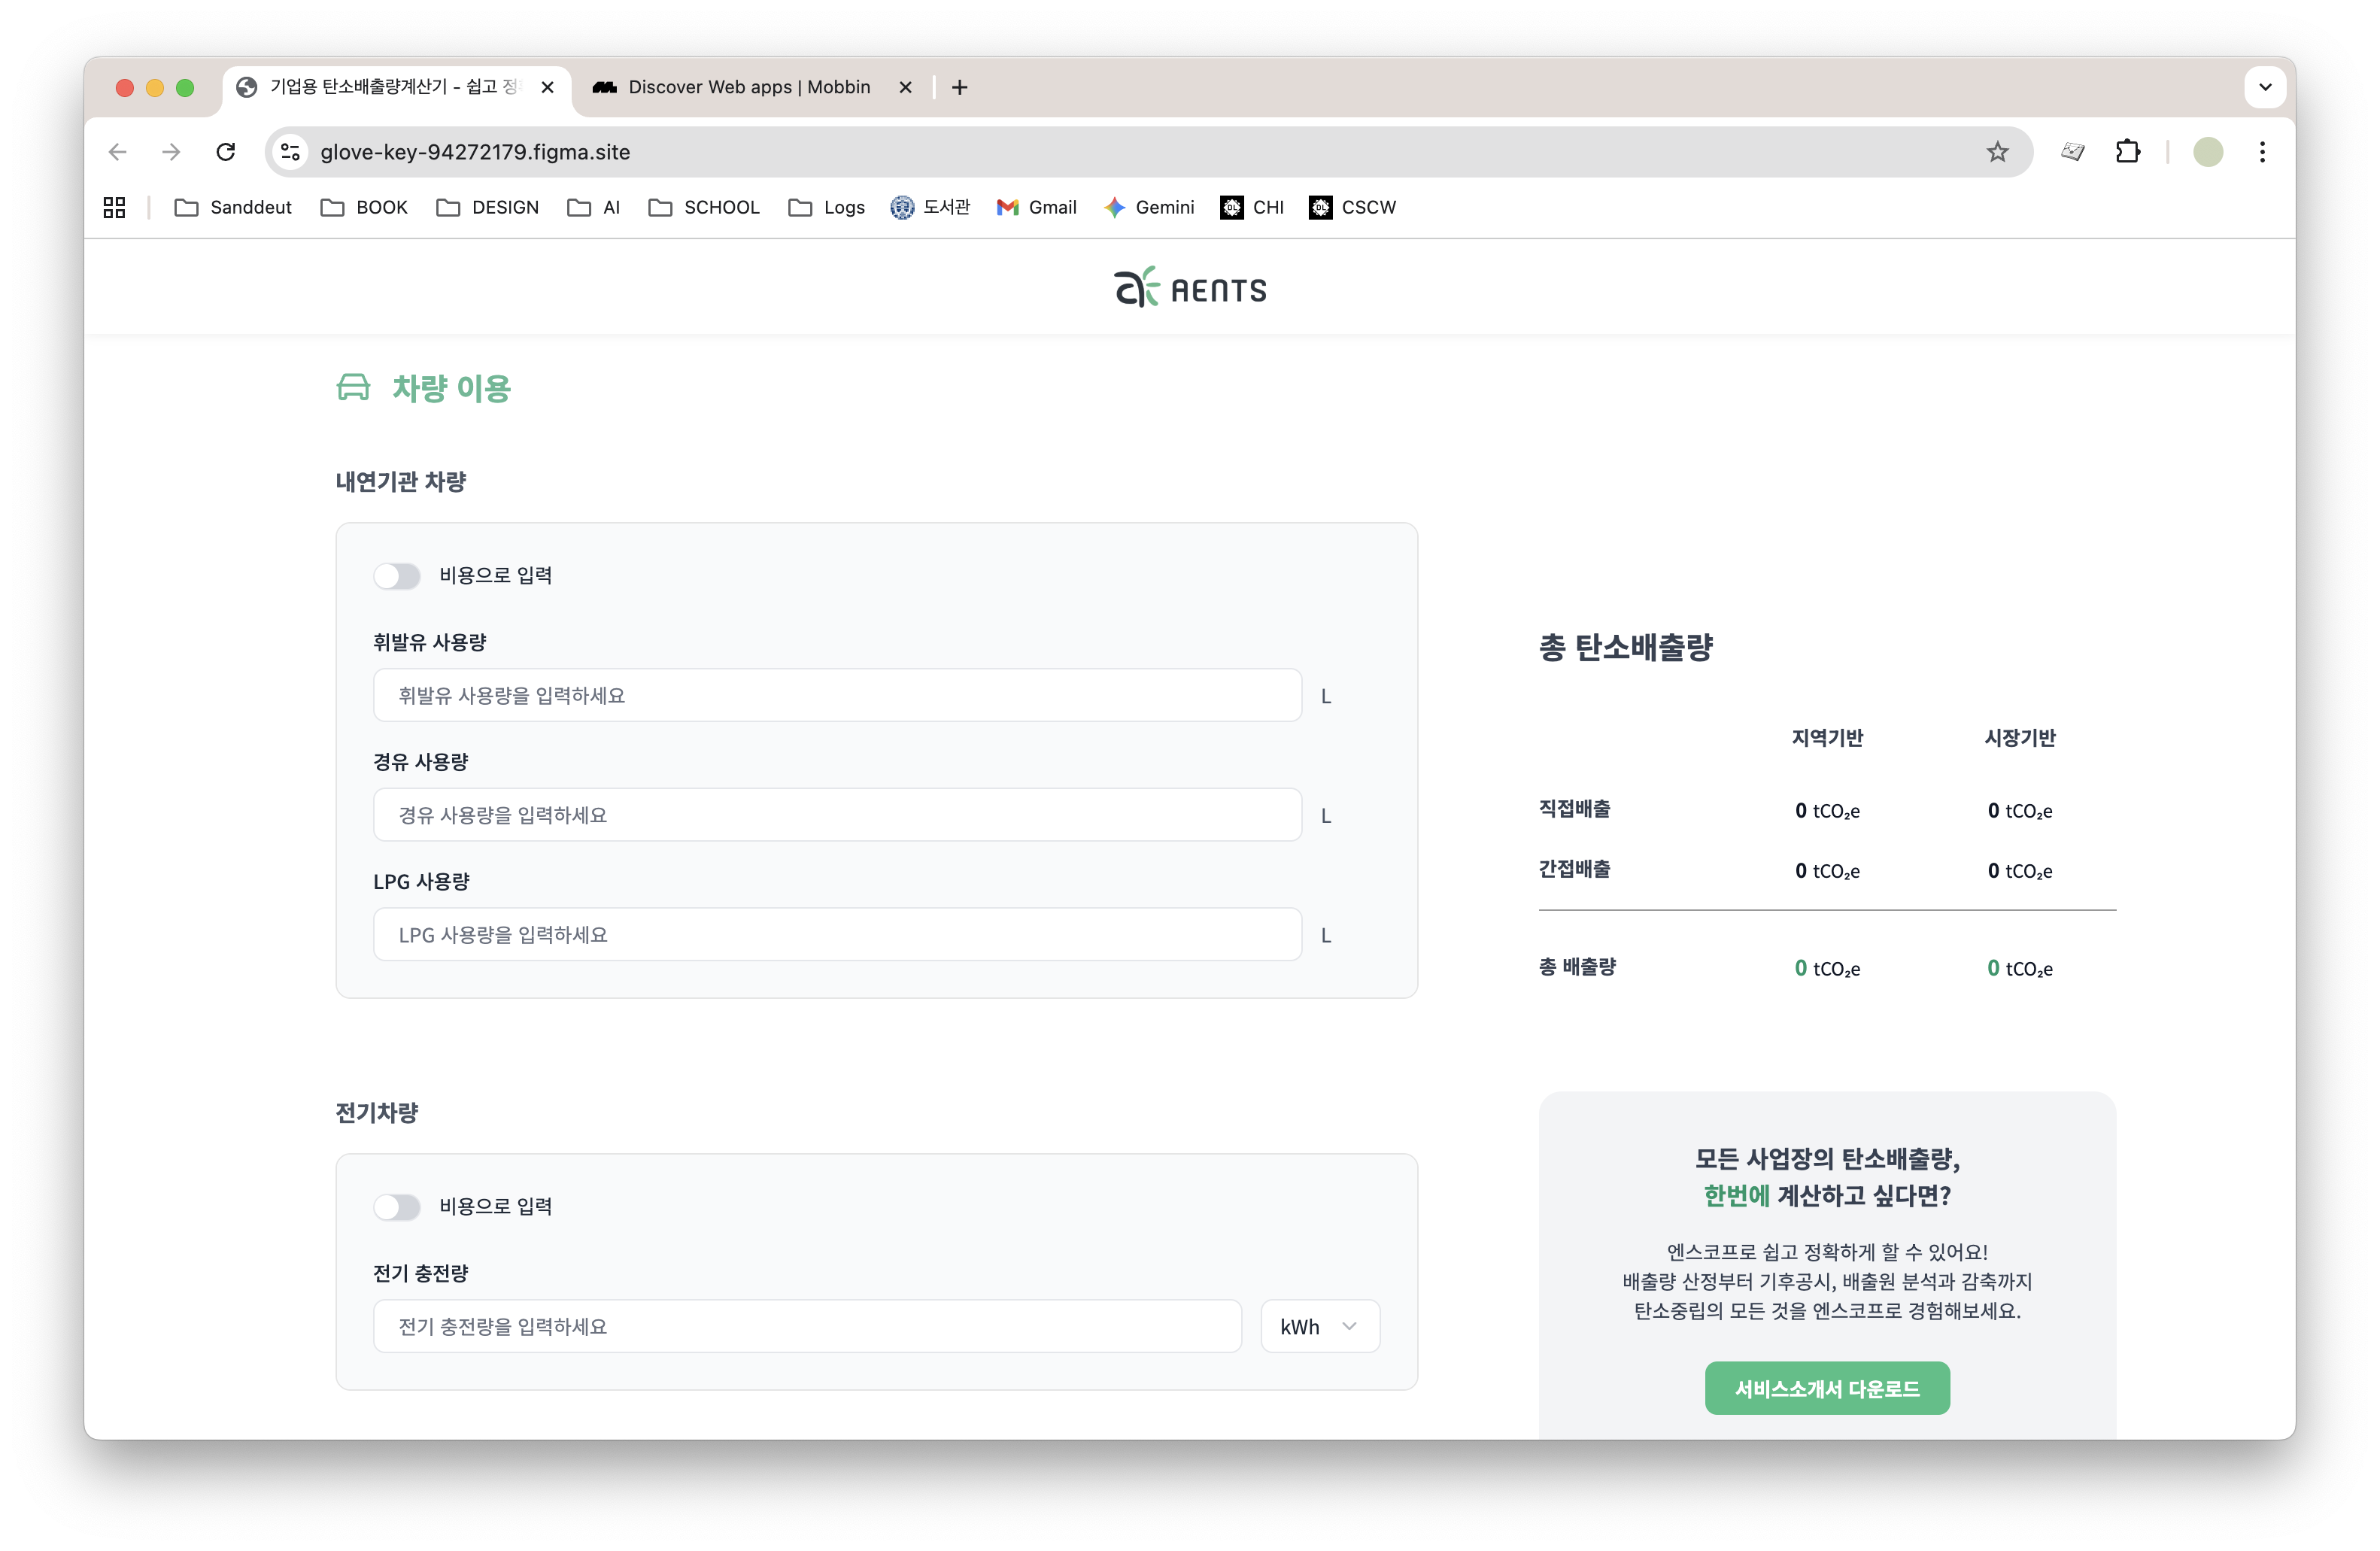 기업용 탄소배출량계산기 - 쉽고 정
Discover Web apps | Mobbin
glove-key-94272179.figma.site
Sanddeut
BOOK
DESIGN
AI
SCHOOL
Logs
도서관
Gmail
Gemini
CHI
CSCW
AENTS
차량 이용
내연기관 차량
비용으로 입력
휘발유 사용량
휘발유 사용량을 입력하세요 L
경유 사용량
경유 사용량을 입력하세요 L
LPG 사용량
LPG 사용량을 입력하세요 L
전기차량
비용으로 입력
전기 충전량
전기 충전량을 입력하세요 kWh
총 탄소배출량
지역기반 시장기반
직접배출 0 tCO₂e 0 tCO₂e
간접배출 0 tCO₂e 0 tCO₂e
총 배출량 0 tCO₂e 0 tCO₂e
모든 사업장의 탄소배출량,
한번에 계산하고 싶다면?
엔스코프로 쉽고 정확하게 할 수 있어요!
배출량 산정부터 기후공시, 배출원 분석과 감축까지
탄소중립의 모든 것을 엔스코프로 경험해보세요.
서비스소개서 다운로드